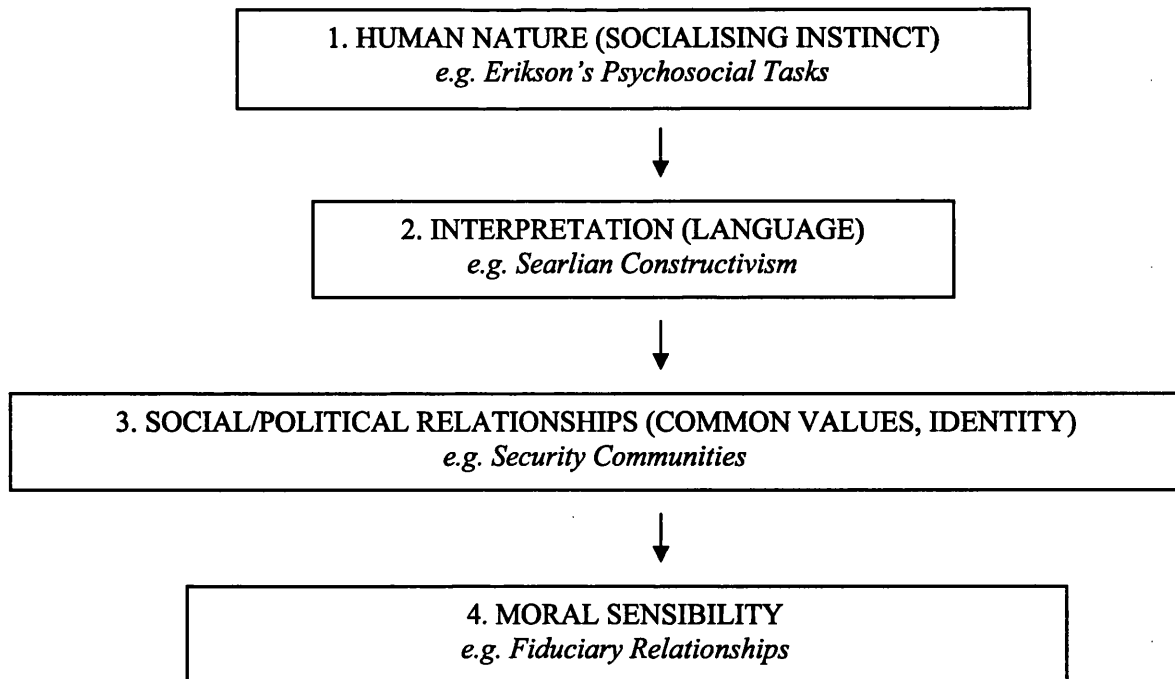 1. HUMAN NATURE (SOCIALISING INSTINCT)
e.g. Erikson's Psychosocial Tasks
2. INTERPRETATION (LANGUAGE)
e.g. Searlian Constructivism
3. SOCIAL/POLITICAL RELATIONSHIPS (COMMON VALUES, IDENTITY)
e.g. Security Communities
4. MORAL SENSIBILITY
e.g. Fiduciary Relationships